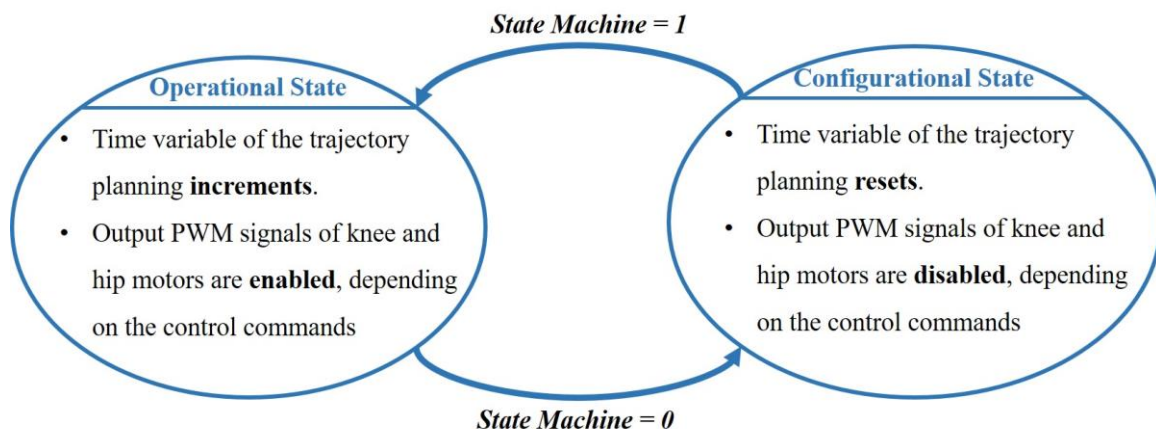 State Machine = 1
Operational State
• Time variable of the trajectory
planning increments.
• Output PWM signals of knee and
hip motors are enabled, depending
on the control commands
Configurational State
• Time variable of the trajectory
planning resets.
• Output PWM signals of knee and
hip motors are disabled, depending
on the control commands
State Machine = 0